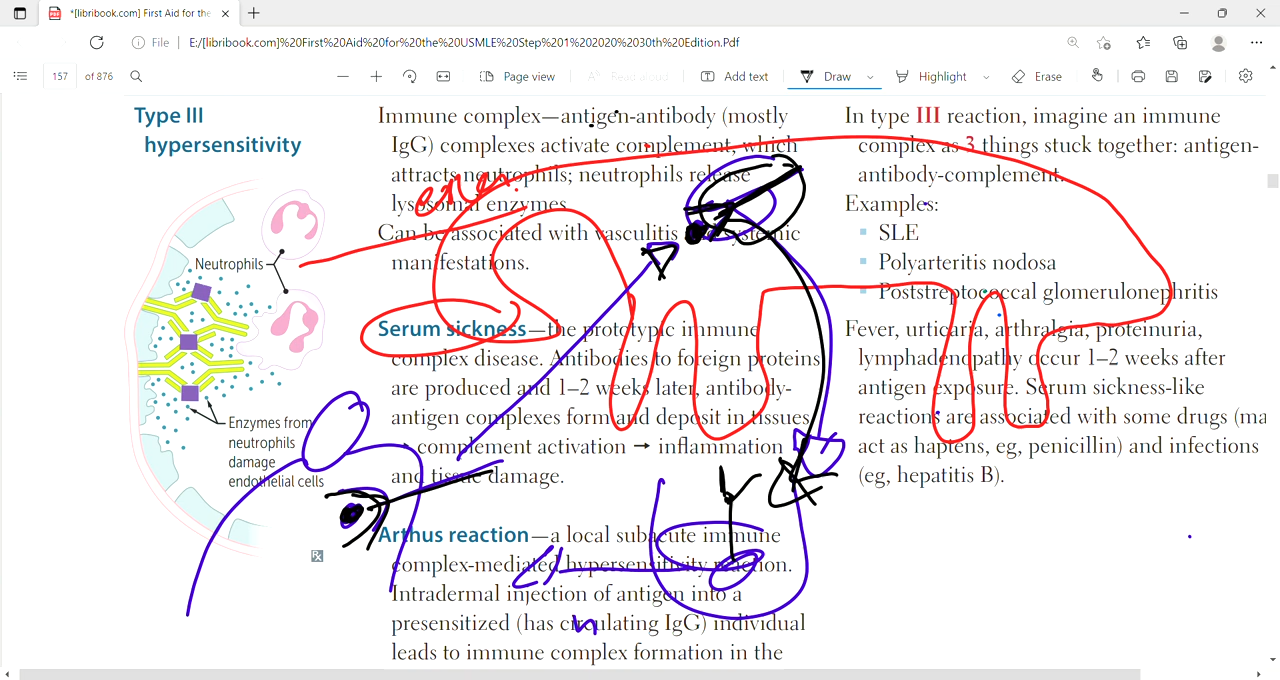 *[libribook.com] First Aid for the
File
E:/[libribook.com]%20First%20Aid%20for%20the%20USMLE%20Step%201%202020%2030th%20Edition.Pdf
157 of 876
Page view
Read aloud
Add text
Draw
Highlight
Erase
Type III
hypersensitivity
Neutrophils
Enzymes from
neutrophils
damage
endothelial cells
Immune complex—antigen-antibody (mostly
IgG) complexes activate complement, which
attracts neutrophils; neutrophils release
lysosomal enzymes.
Can be associated with vasculitis and systemic
manifestations.
Serum sickness—the prototypic immune
complex disease. Antibodies to foreign proteins
are produced and 1–2 weeks later, antibody-
antigen complexes form and deposit in tissues
→ complement activation → inflammation
and tissue damage.
Arthus reaction—a local subacute immune
complex-mediated hypersensitivity reaction.
Intradermal injection of antigen into a
presensitized (has circulating IgG) individual
leads to immune complex formation in the
In type III reaction, imagine an immune
complex as 3 things stuck together: antigen-
antibody-complement.
Examples:
SLE
Polyarteritis nodosa
Poststreptococcal glomerulonephritis
Fever, urticaria, arthralgia, proteinuria,
lymphadenopathy occur 1–2 weeks after
antigen exposure. Serum sickness-like
reactions are associated with some drugs (ma
act as haptens, eg, penicillin) and infections
(eg, hepatitis B).